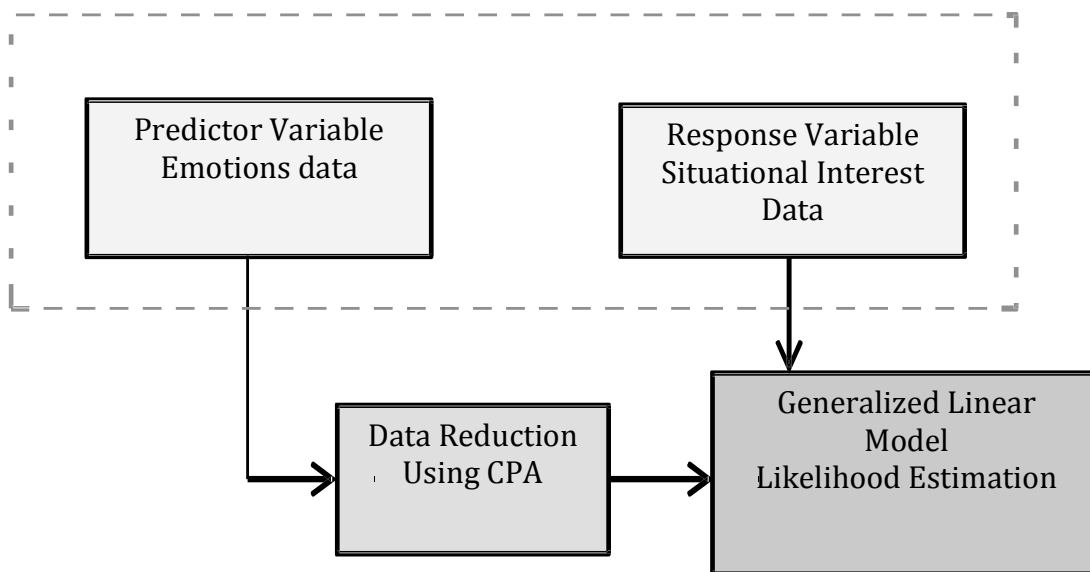 Predictor Variable
Emotions data
Response Variable
Situational Interest
Data
Data Reduction
Using CPA
Generalized Linear
Model
Likelihood Estimation